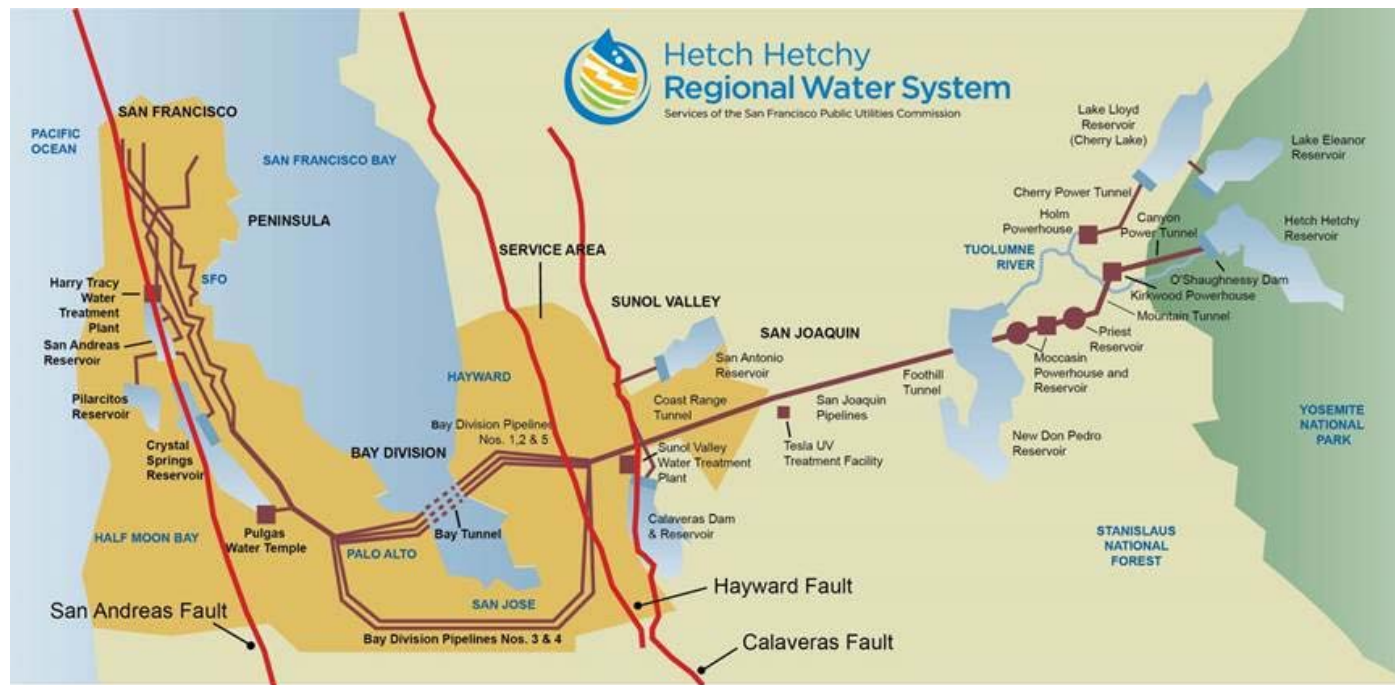 Hetch Hetchy
Regional Water System
Services of the San Francisco Public Utilities Commission
SAN FRANCISCO
PACIFIC
OCEAN
SAN FRANCISCO BAY
PENINSULA
SFO
Harry Tracy
Water
Treatment
Plant
San Andreas
Reservoir
Pilarcitos
Reservoir
Crystal
Springs
Reservoir
HALF MOON BAY
Pulgas
Water Temple
San Andreas Fault
SERVICE AREA
HAYWARD
Bay Division Pipelines
Nos. 1,2 & 5
BAY DIVISION
Bay Tunnel
PALO ALTO
SAN JOSE
Bay Division Pipelines Nos. 3 & 4
SUNOL VALLEY
San Antonio
Reservoir
Coast Range
Tunnel
Sunol Valley
Water Treatment
Plant
Calaveras Dam
& Reservoir
Hayward Fault
Calaveras Fault
SAN JOAQUIN
San Joaquin
Pipelines
Tesla UV
Treatment Facility
Foothill
Tunnel
New Don Pedro
Reservoir
Moccasin
Powerhouse and
Reservoir
Priest
Reservoir
Mountain Tunnel
Kirkwood Powerhouse
O'Shaughnessy Dam
Hetch Hetchy
Reservoir
Canyon
Power Tunnel
TUOLUMNE
RIVER
Holm
Powerhouse
Cherry Power Tunnel
Lake Lloyd
Reservoir
(Cherry Lake)
Lake Eleanor
Reservoir
YOSEMITE
NATIONAL
PARK
STANISLAUS
NATIONAL
FOREST